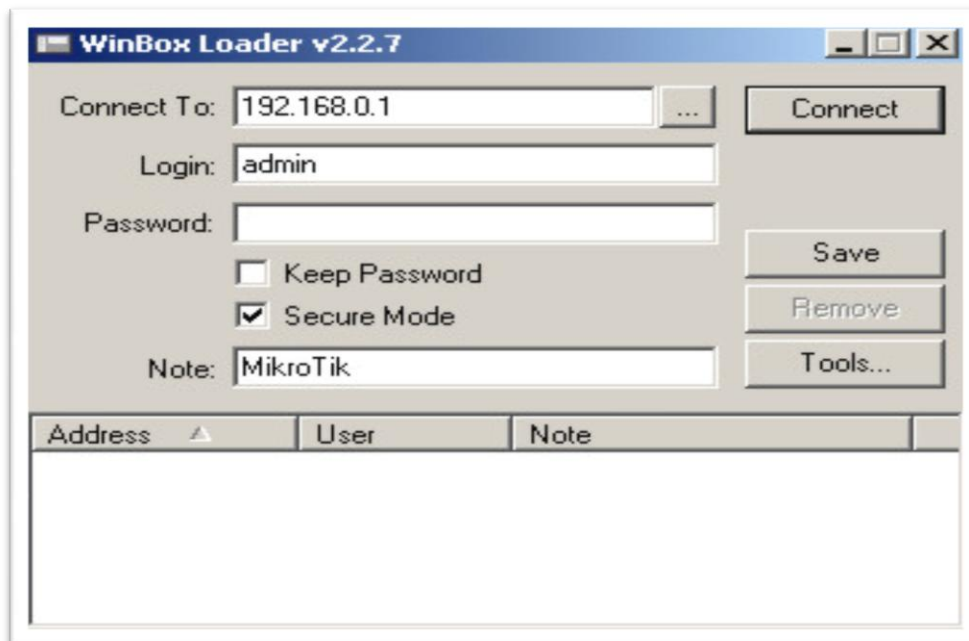 WinBox Loader v2.2.7
Connect To: 192.168.0.1 ... Connect
Login: admin
Password:
Save
Keep Password
Remove
Secure Mode
Note: MikroTik Tools...
Address User Note